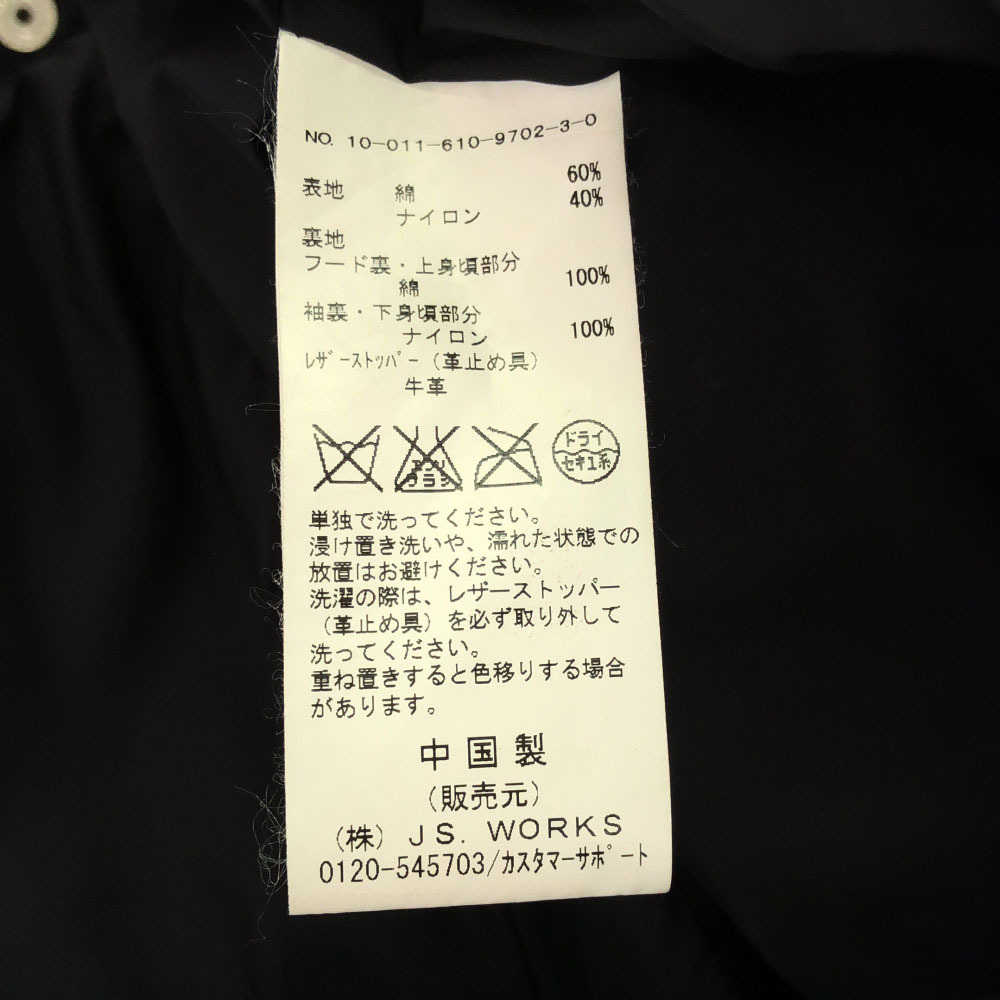 NO. 10-011-610-9702-3-0
表地 綿 60%
ナイロン 40%
裏地
フード裏・上身頃部分
綿 100%
袖裏・下身頃部分
ナイロン 100%
レザーストッパー(革止め具)
牛革
エンソ
サラシ
ドライ
セキユ系
単独で洗ってください。
浸け置き洗いや、濡れた状態での
放置はお避けください。
洗濯の際は、レザーストッパー
(革止め具)を必ず取り外して
洗ってください。
重ね置きすると色移りする場合
があります。
中国製
(販売元)
(株) JS. WORKS
0120-545703/カスタマーサポート